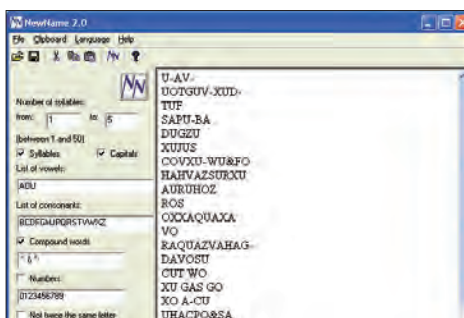 NewName 2.0
File Clipboard Language Help
Number of syllables:
from: 1 to: 5
(between 1 and 50)
Syllables Capitals
List of vowels:
AOU
List of consonants:
Compound words
Numbers
0123456789
Not twice the same letter
U-AV-
UOTGUV-XUD-
TUF
SAPU-BA
DUGZU
XUJUS
COVXU-WU&FO
HAHVAZSURXU
AURUHOZ
ROS
OXXAQUAXA
VO
RAQUAZVAHAG-
DAVOSU
CUT WO
XU GAS GO
XO A-CU
UHACPO&SA